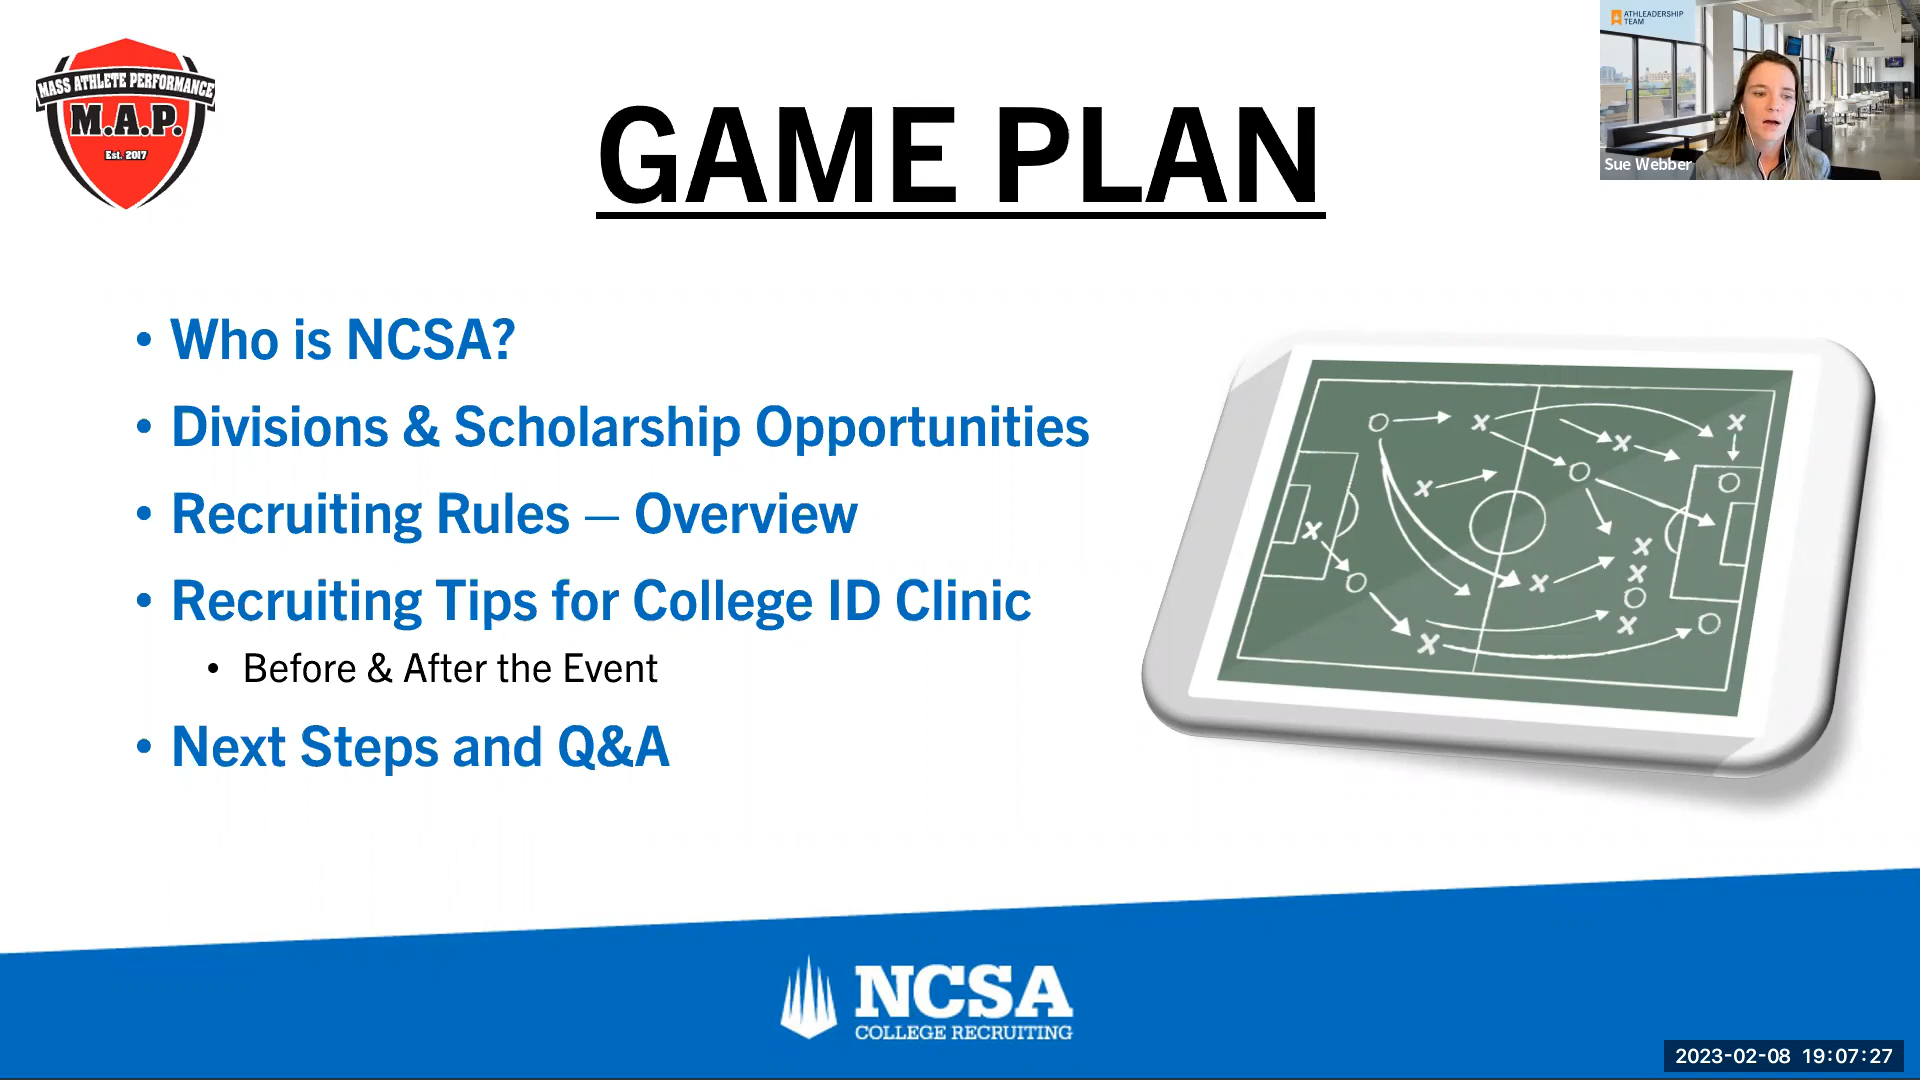 MASS ATHLETE PERFORMANCE
M.A.P.
Est. 2017
GAME PLAN
ATHLEADERSHIP
TEAM
Sue Webber
• Who is NCSA?
• Divisions & Scholarship Opportunities
• Recruiting Rules – Overview
• Recruiting Tips for College ID Clinic
• Before & After the Event
• Next Steps and Q&A
NCSA
COLLEGE RECRUITING
2023-02-08 19:07:27